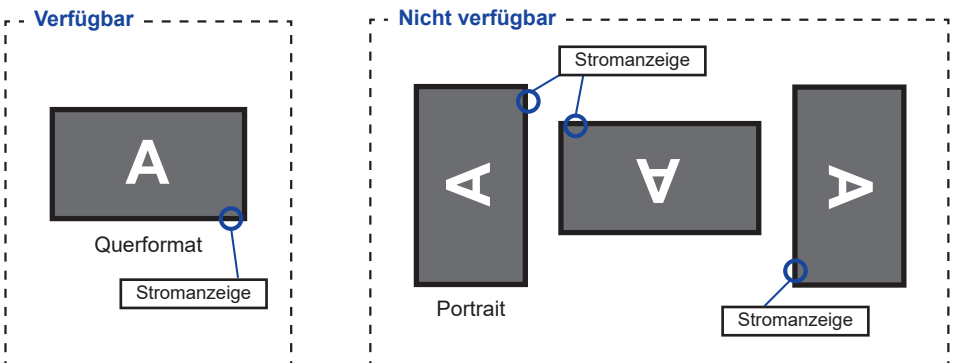 Verfügbar
A
Querformat
Stromanzeige
Nicht verfügbar
Stromanzeige
A
A
A
Portrait
Stromanzeige